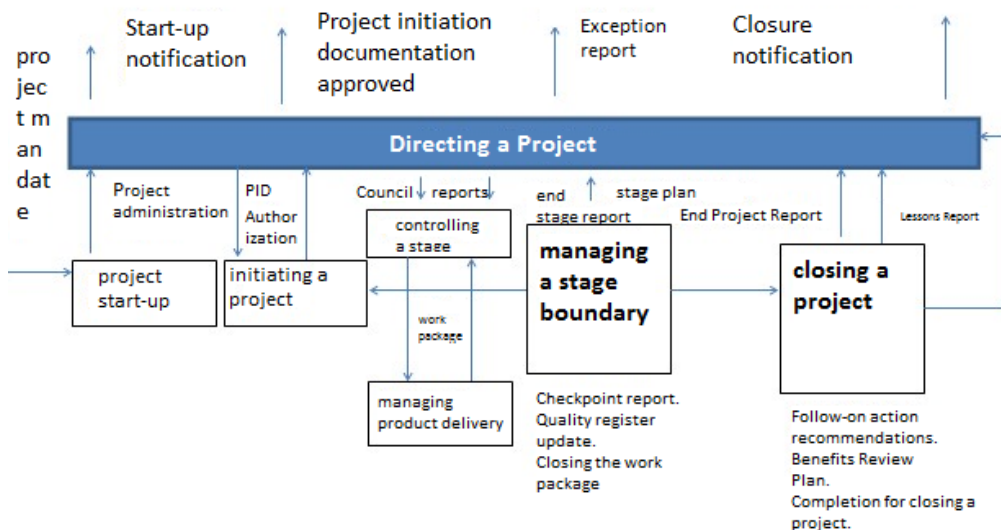 pro
jec
t m
an
dat
e
Start-up
notification
Project initiation
documentation
approved
Exception
report
Closure
notification
Directing a Project
Project
administration
PID
Author
ization
Council
reports
end
stage report
stage plan
End Project Report
Lessons Report
project
start-up
initiating a
project
controlling
a stage
managing
a stage
boundary
closing a
project
work
package
managing
product delivery
Checkpoint report.
Quality register
update.
Closing the work
package
Follow-on action
recommendations.
Benefits Review
Plan.
Completion for closing a
project.